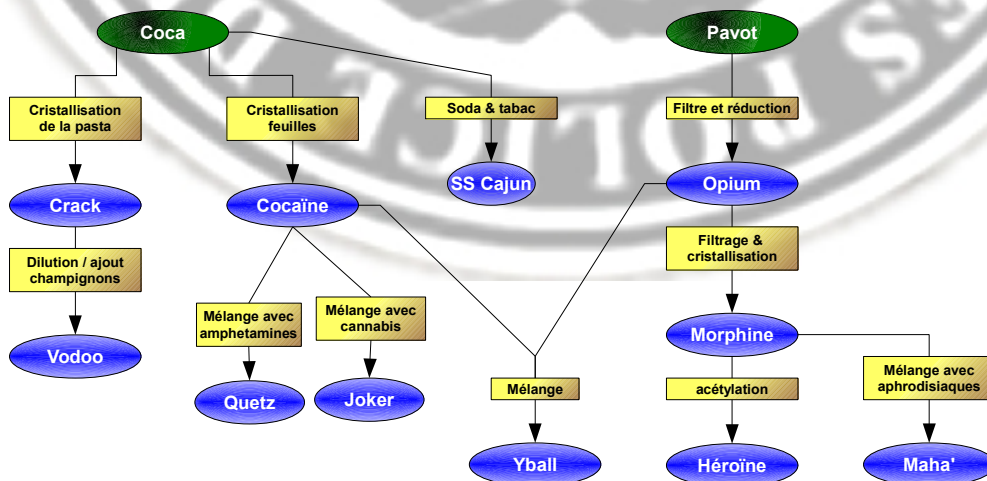 Coca
Pavot
S POLICE D
Cristallisation
de la pasta
Cristallisation
feuilles
Soda & tabac
Filtre et réduction
Crack
Cocaïne
SS Cajun
Opium
Dilution / ajout
champignons
Filtrage &
cristallisation
Mélange avec
amphetamines
Mélange avec
cannabis
Vodoo
Morphine
Quetz
Joker
Mélange
acétylation
Mélange avec
aphrodisiaques
Yball
Héroïne
Maha'